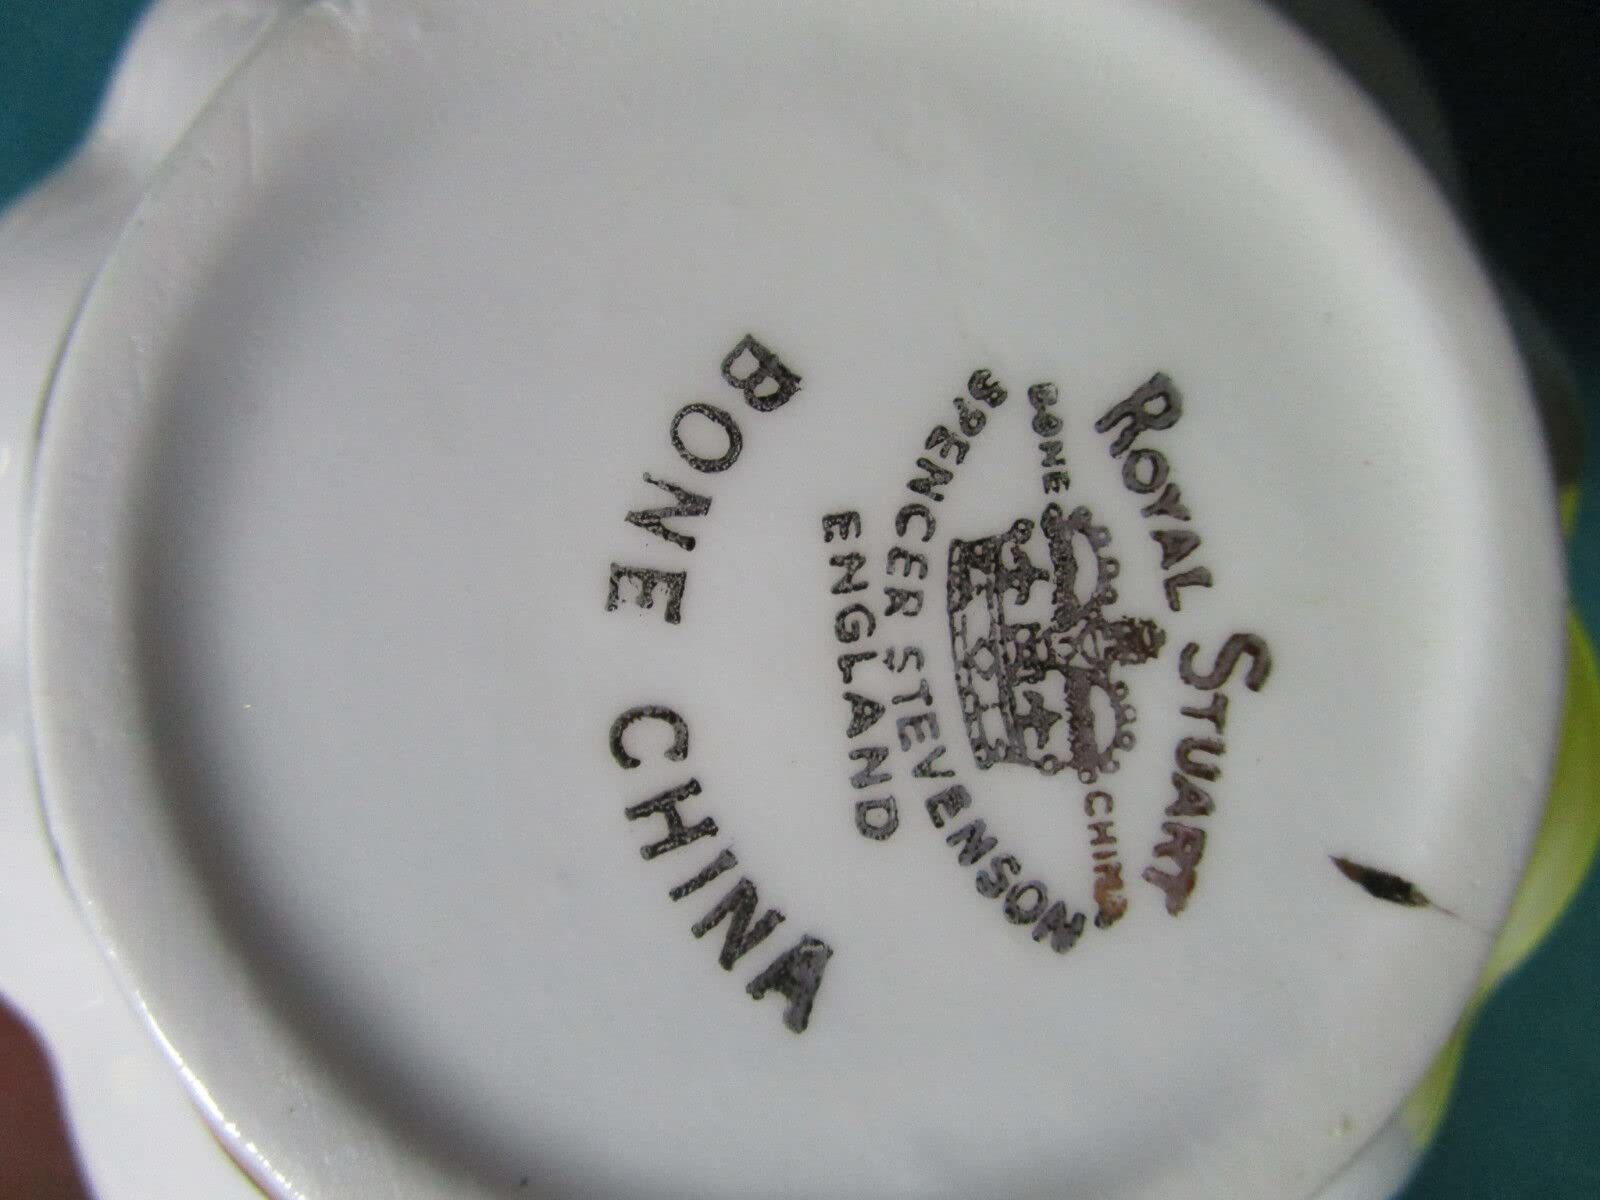 ROYAL STUART
BONE CHINA
SPENCER STEVENSON
ENGLAND
BONE CHINA